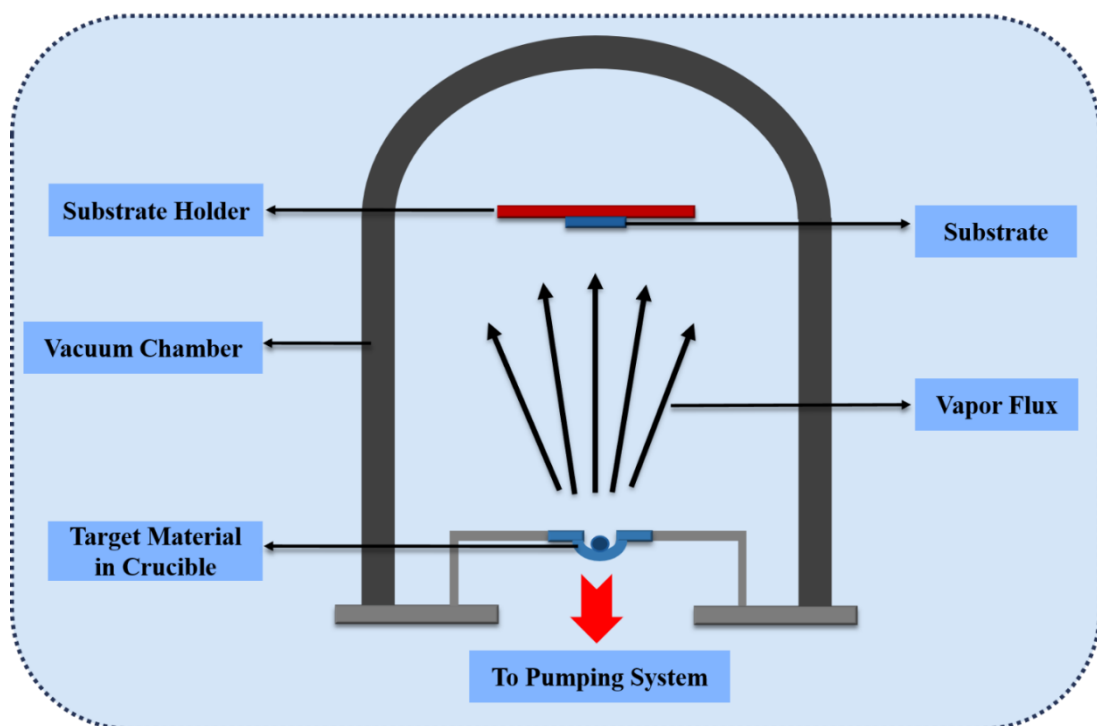 Substrate Holder
Substrate
Vacuum Chamber
Vapor Flux
Target Material
in Crucible
To Pumping System